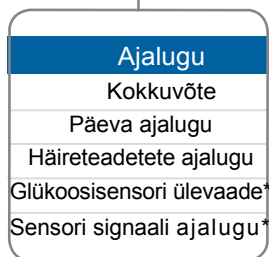 Ajalugu
Kokkuvõte
Päeva ajalugu
Häireteadetete ajalugu
Glükoosisensori ülevaade*
Sensori signaali ajalugu*